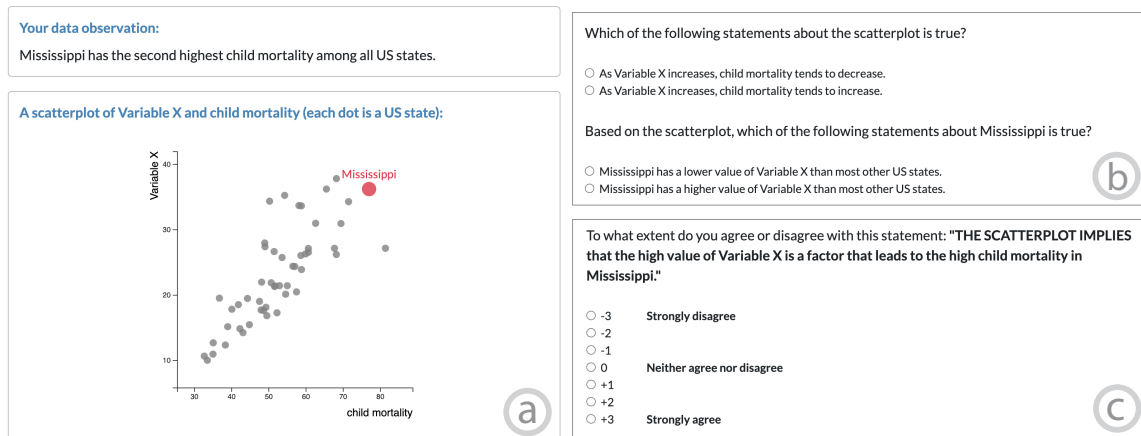 Your data observation:
Mississippi has the second highest child mortality among all US states.
A scatterplot of Variable X and child mortality (each dot is a US state):
Variable X
40
30
20
10
Mississippi
30 40 50 60 70 80
child mortality
a
Which of the following statements about the scatterplot is true?
As Variable X increases, child mortality tends to decrease.
As Variable X increases, child mortality tends to increase.
Based on the scatterplot, which of the following statements about Mississippi is true?
Mississippi has a lower value of Variable X than most other US states.
Mississippi has a higher value of Variable X than most other US states.
b
To what extent do you agree or disagree with this statement: "THE SCATTERPLOT IMPLIES
that the high value of Variable X is a factor that leads to the high child mortality in
Mississippi."
-3 Strongly disagree
-2
-1
0 Neither agree nor disagree
+1
+2
+3 Strongly agree
c